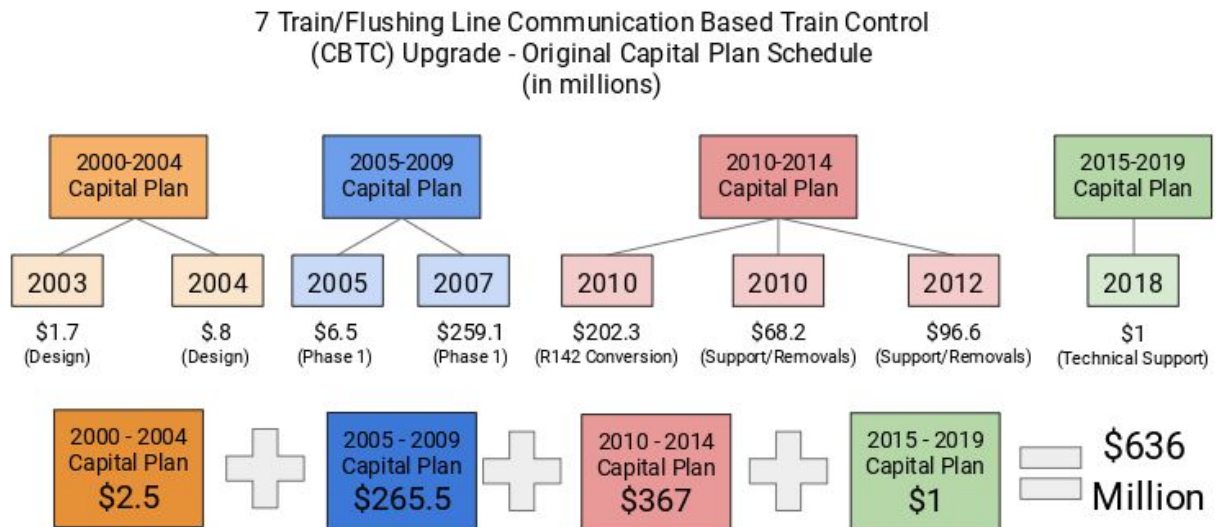 7 Train/Flushing Line Communication Based Train Control
(CBTC) Upgrade - Original Capital Plan Schedule
(in millions)
2000-2004
Capital Plan
2005-2009
Capital Plan
2010-2014
Capital Plan
2015-2019
Capital Plan
2003
2004
2005
2007
2010
2010
2012
2018
$1.7
(Design)
$.8
(Design)
$6.5
(Phase 1)
$259.1
(Phase 1)
$202.3
(R142 Conversion)
$68.2
(Support/Removals)
$96.6
(Support/Removals)
$1
(Technical Support)
2000 - 2004
Capital Plan
$2.5
2005 - 2009
Capital Plan
$265.5
2010 - 2014
Capital Plan
$367
2015 - 2019
Capital Plan
$1
$636
Million